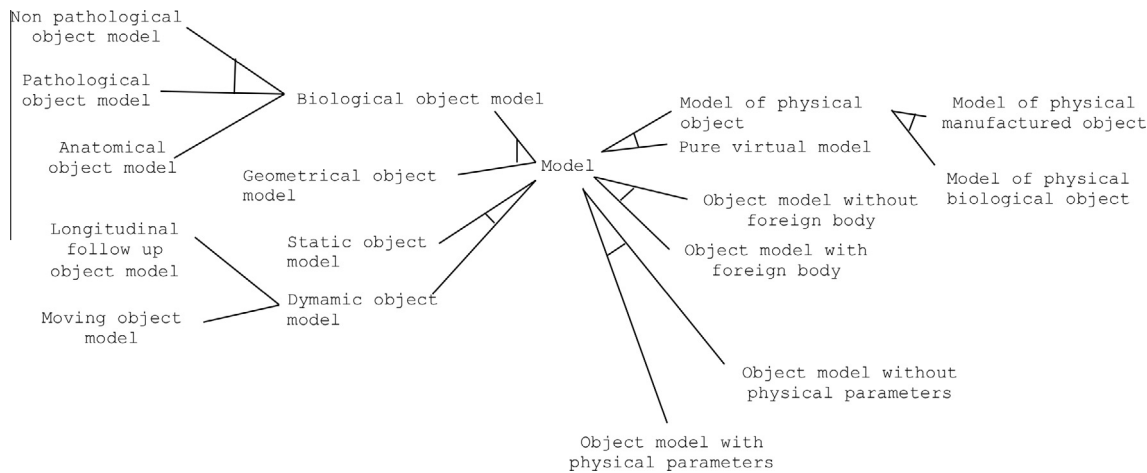 Non pathological
object model
Pathological
object model
Anatomical
object model
Longitudinal
follow up
object model
Moving object
model
Biological object model
Geometrical object
model
Static object
model
Dymamic object
model
Model
Model of physical
object
Pure virtual model
Object model without
foreign body
Object model with
foreign body
Object model without
physical parameters
Object model with
physical parameters
Model of physical
manufactured object
Model of physical
biological object